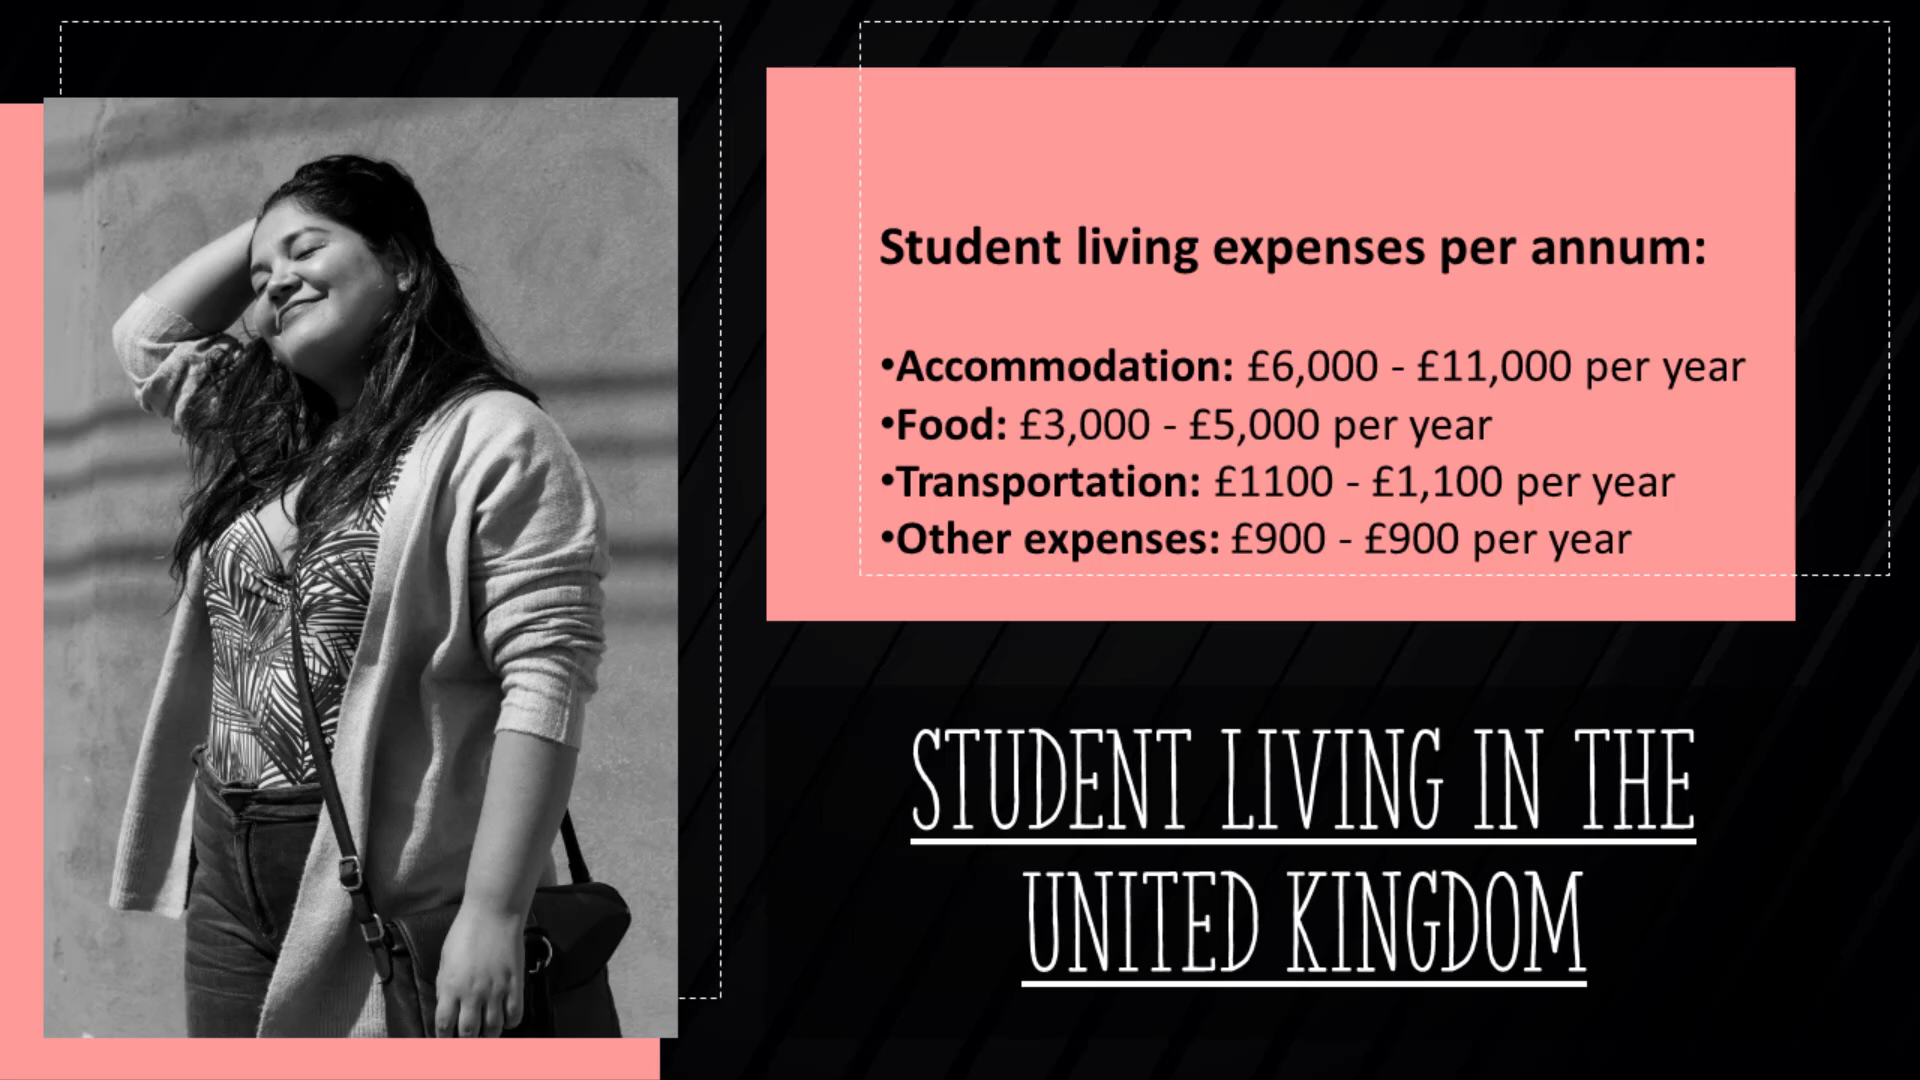 Student living expenses per annum:
•Accommodation: £6,000 - £11,000 per year
•Food: £3,000 - £5,000 per year
•Transportation: £1100 - £1,100 per year
•Other expenses: £900 - £900 per year
STUDENT LIVING IN THE
UNITED KINGDOM